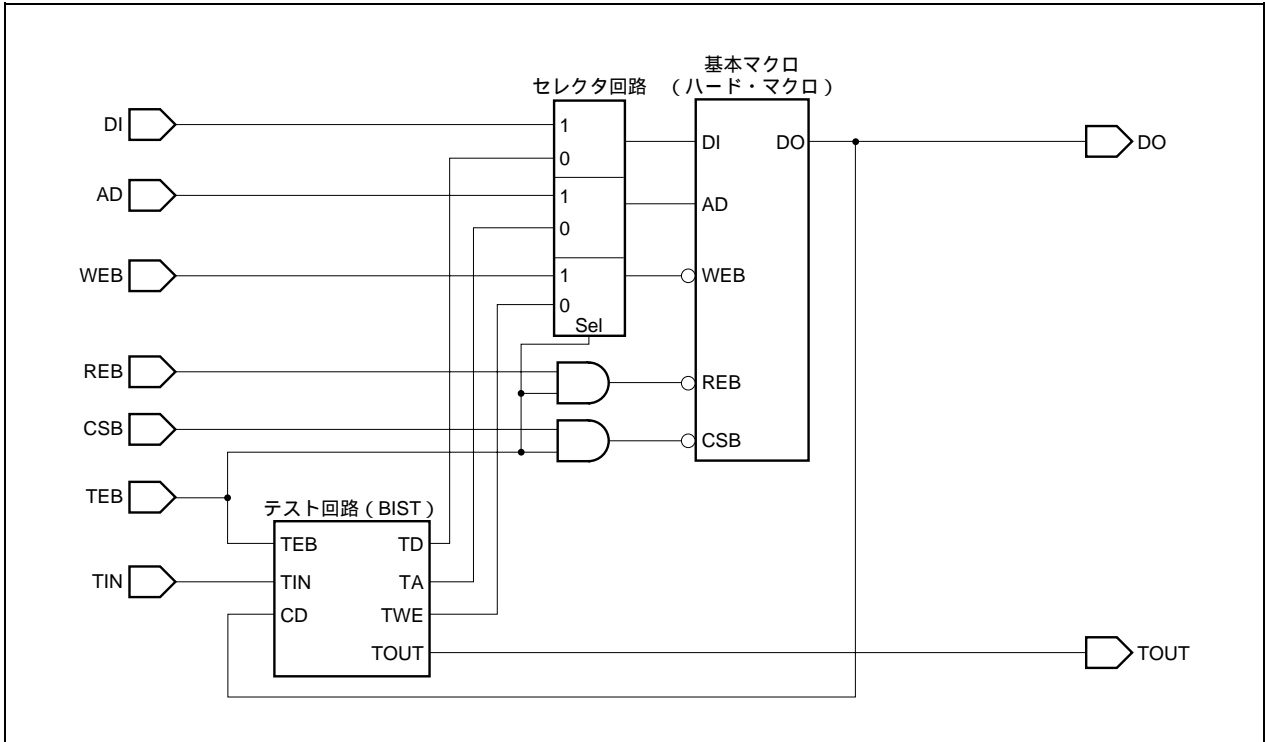 基本マクロ
セレクタ回路
（ハード・マクロ）
DI
1
DI
DO
DO
0
AD
1
AD
0
WEB
1
WEB
0
Sel
REB
REB
CSB
CSB
TEB
テスト回路（BIST）
TEB
TD
TIN
TIN
TA
CD
TWE
TOUT
TOUT